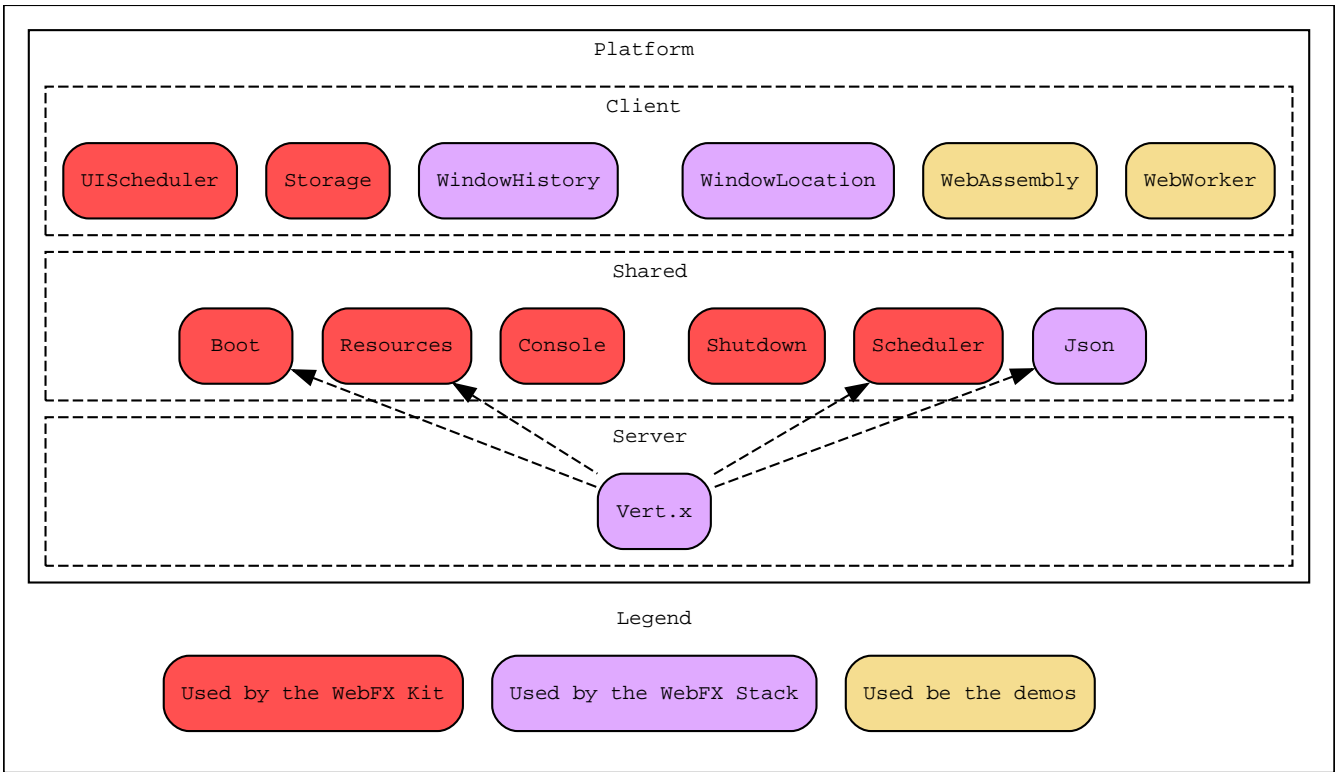 Platform
Client
UIScheduler Storage WindowHistory WindowLocation WebAssembly WebWorker
Shared
Boot Resources Console Shutdown Scheduler Json
Server
Vert.x
Legend
Used by the WebFX Kit Used by the WebFX Stack Used be the demos